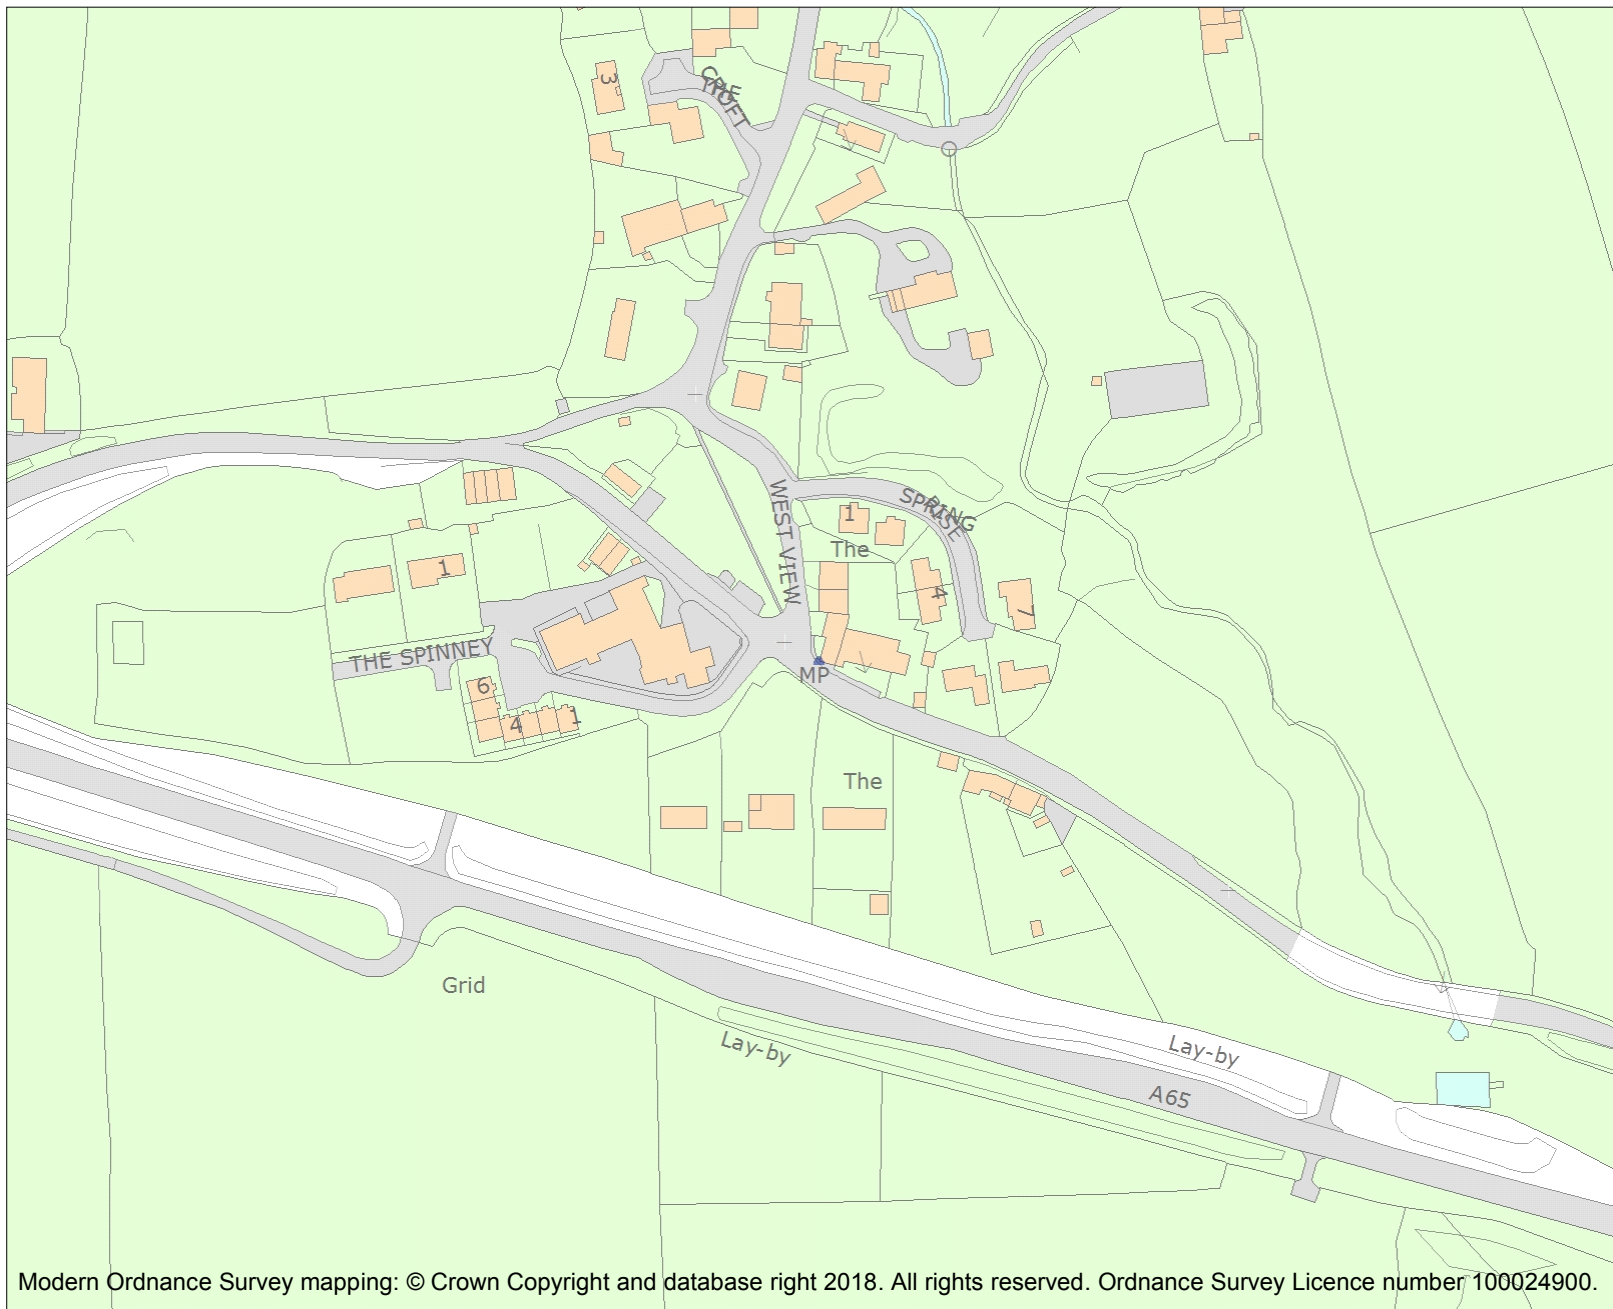 3
THE
CROFT
SPRING
RISE
WEST VIEW
1
The
1
4
7
THE SPINNEY
6
MP
4
1
The
Grid
Lay-by
Lay-by
A65
Modern Ordnance Survey mapping: © Crown Copyright and database right 2018. All rights reserved. Ordnance Survey Licence number 100024900.